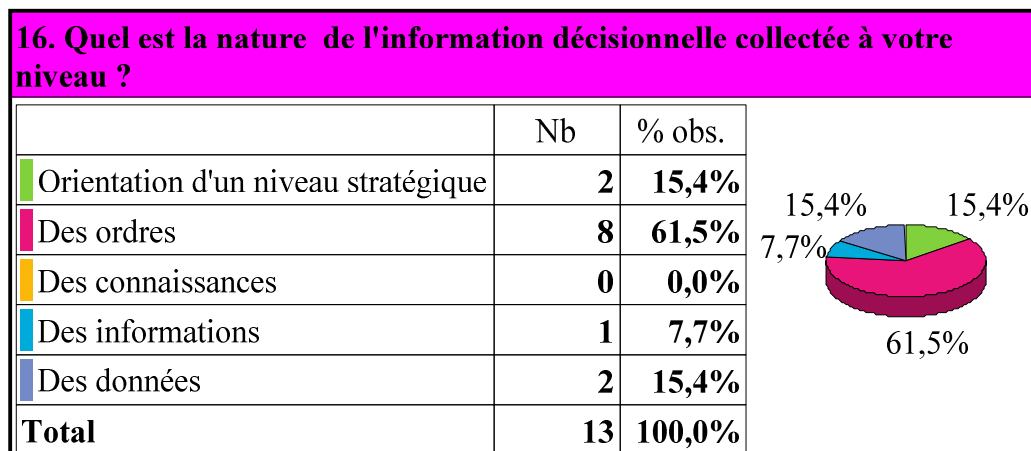 16. Quel est la nature de l'information décisionnelle collectée à votre
niveau ?
Nb % obs.
Orientation d'un niveau stratégique 2 15,4%
Des ordres 8 61,5%
Des connaissances 0 0,0%
Des informations 1 7,7%
Des données 2 15,4%
Total 13 100,0%
15,4% 15,4%
7,7%
61,5%